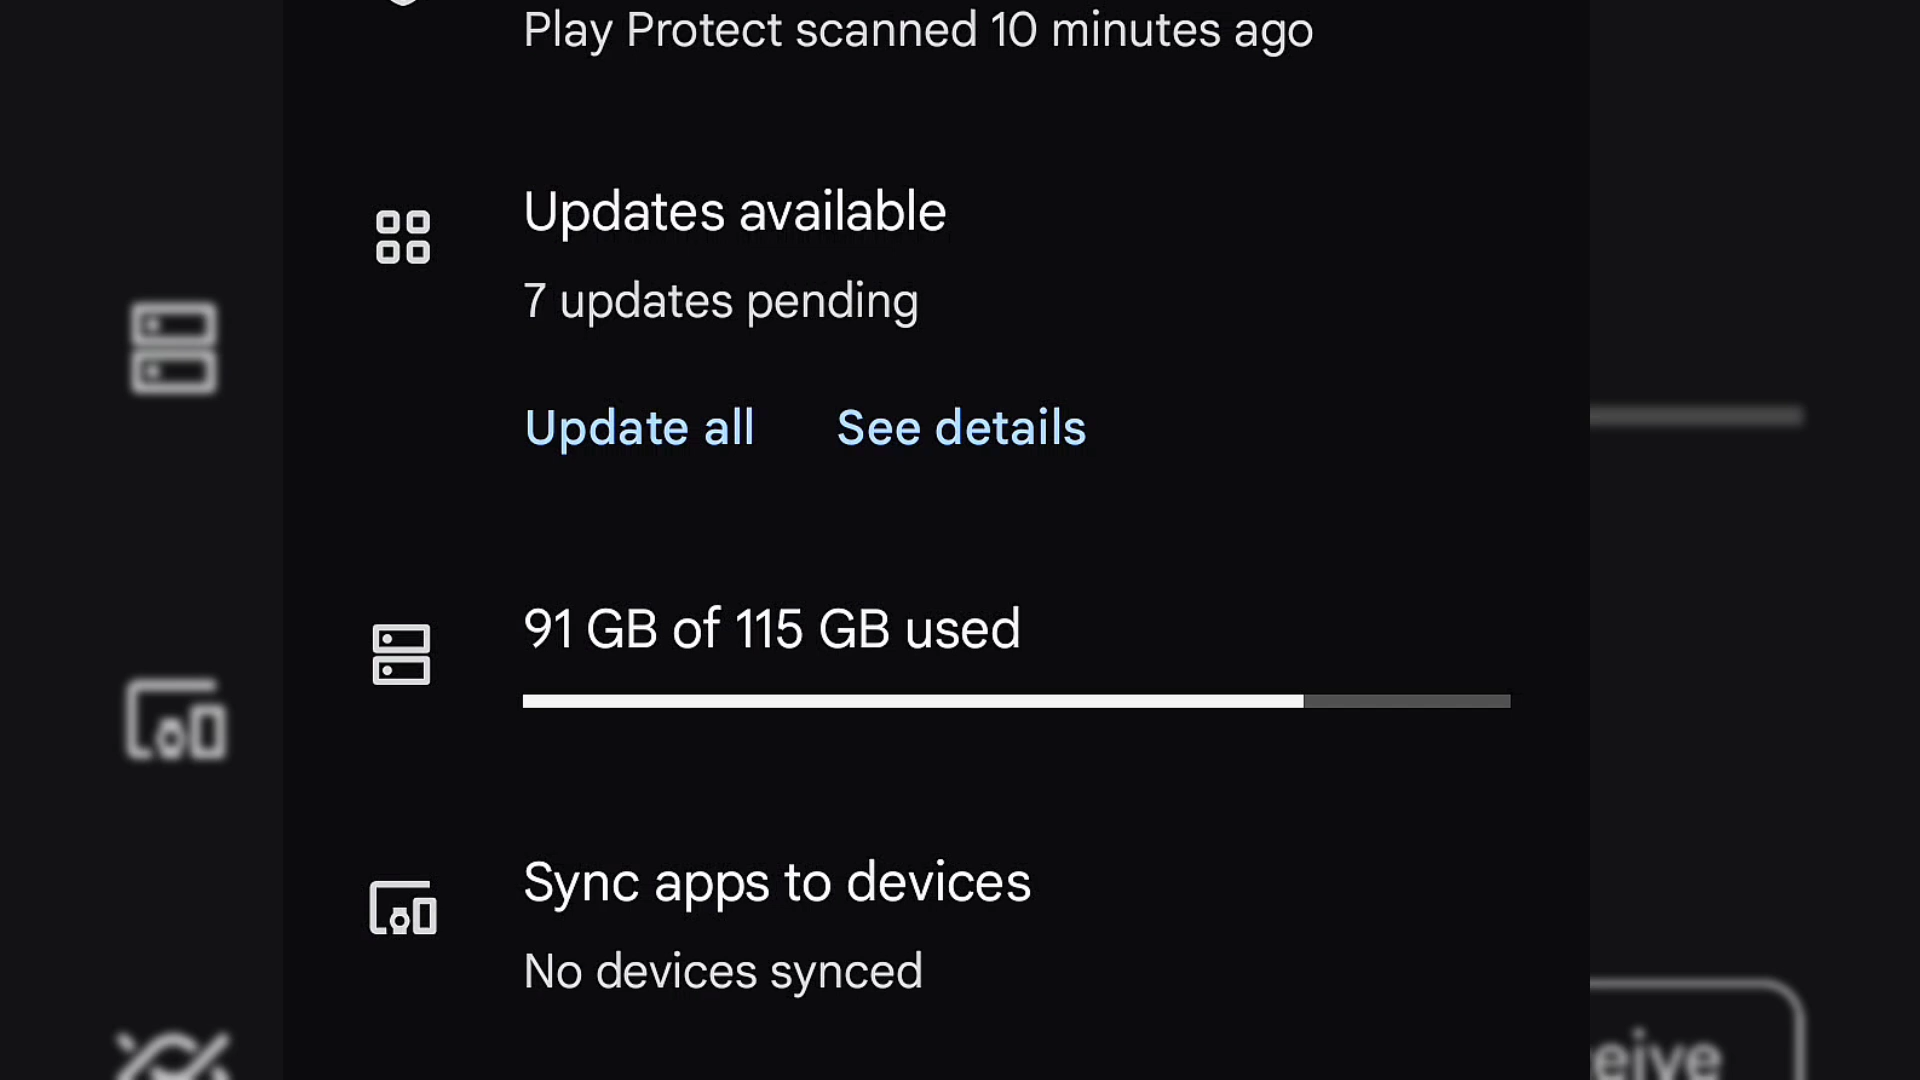 Play Protect scanned 10 minutes ago
Updates available
7 updates pending
Update all See details
91 GB of 115 GB used
Sync apps to devices
No devices synced